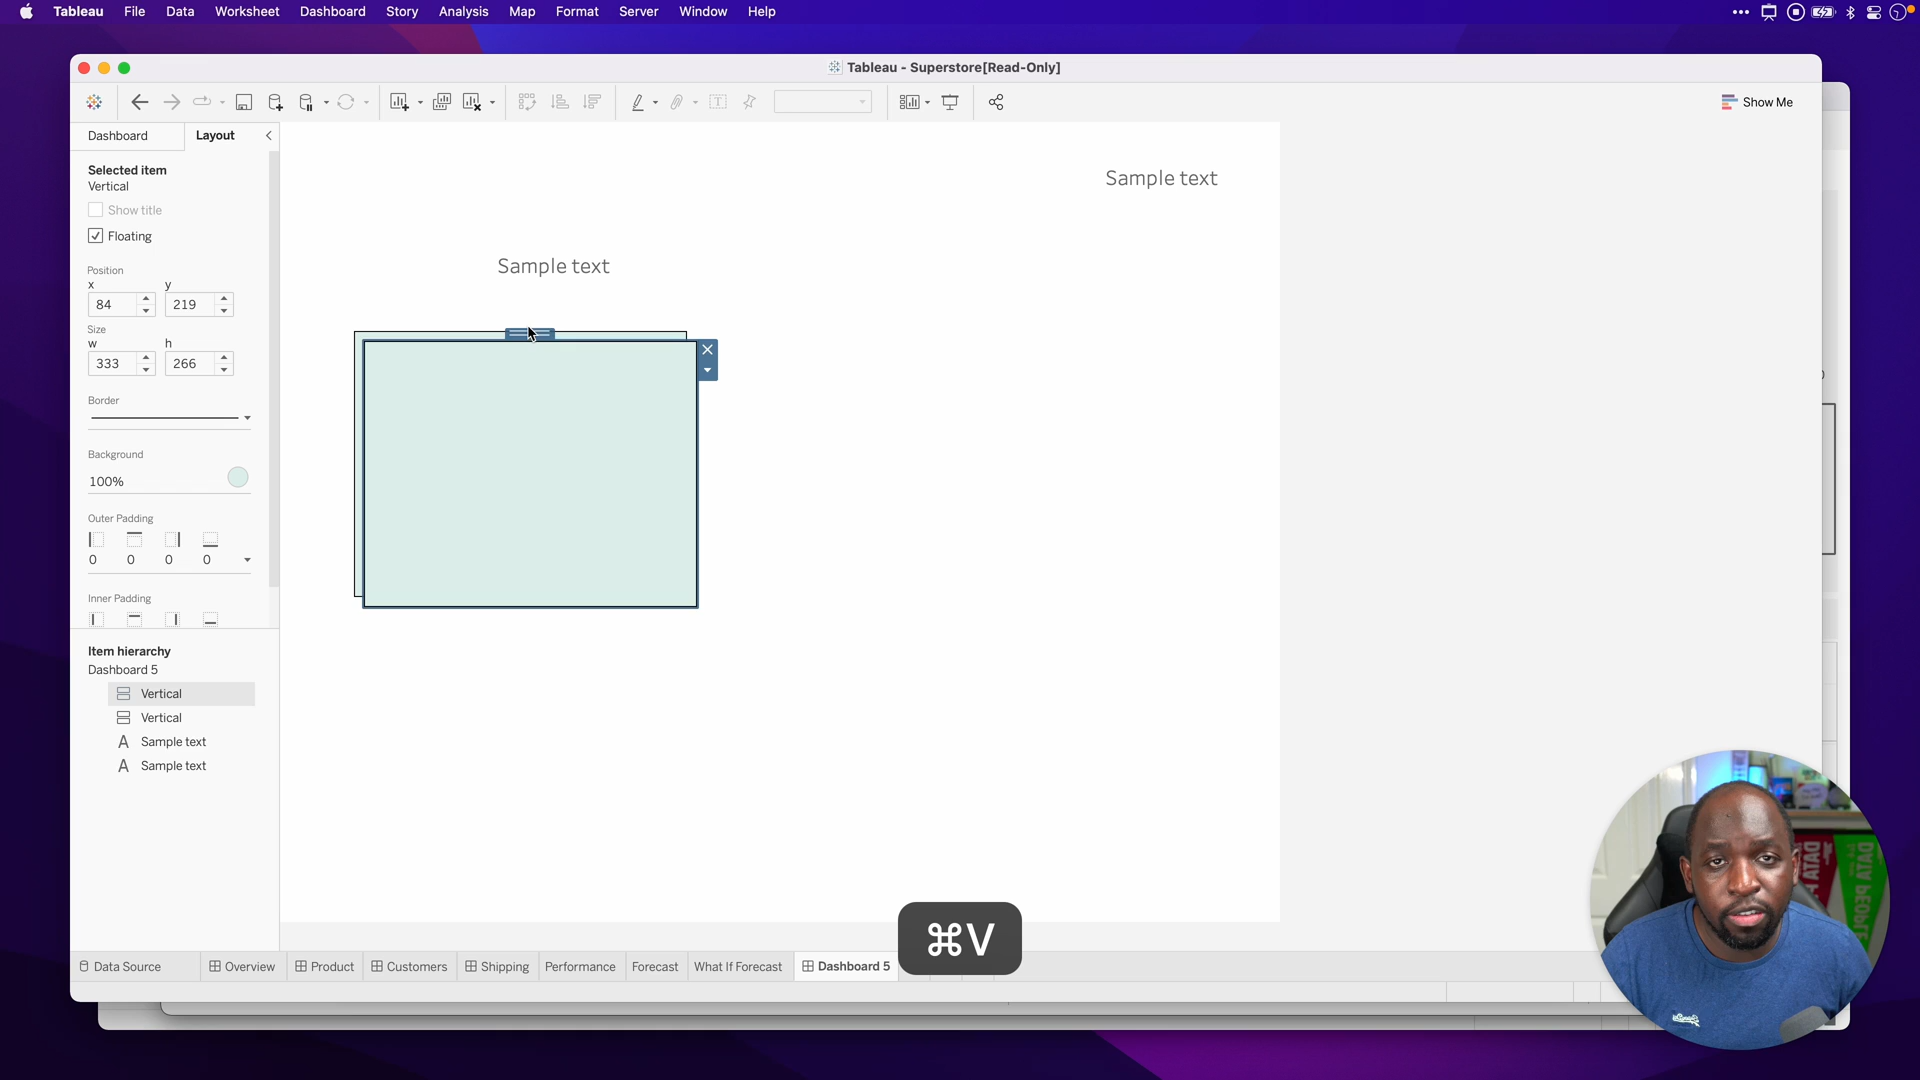 Tableau File Data Worksheet Dashboard Story Analysis Map Format Server Window Help
Tableau - Superstore[Read-Only]
Show Me
Dashboard Layout
Selected item
Vertical
Show title
Floating
Position
x y
84 219
Size
w h
333 266
Border
Background
100%
Outer Padding
0 0 0 0
Inner Padding
Item hierarchy
Dashboard 5
Vertical
Vertical
A Sample text
A Sample text
Sample text
Sample text
⌘V
Data Source Overview Product Customers Shipping Performance Forecast What If Forecast Dashboard 5
DATA PEOPLE